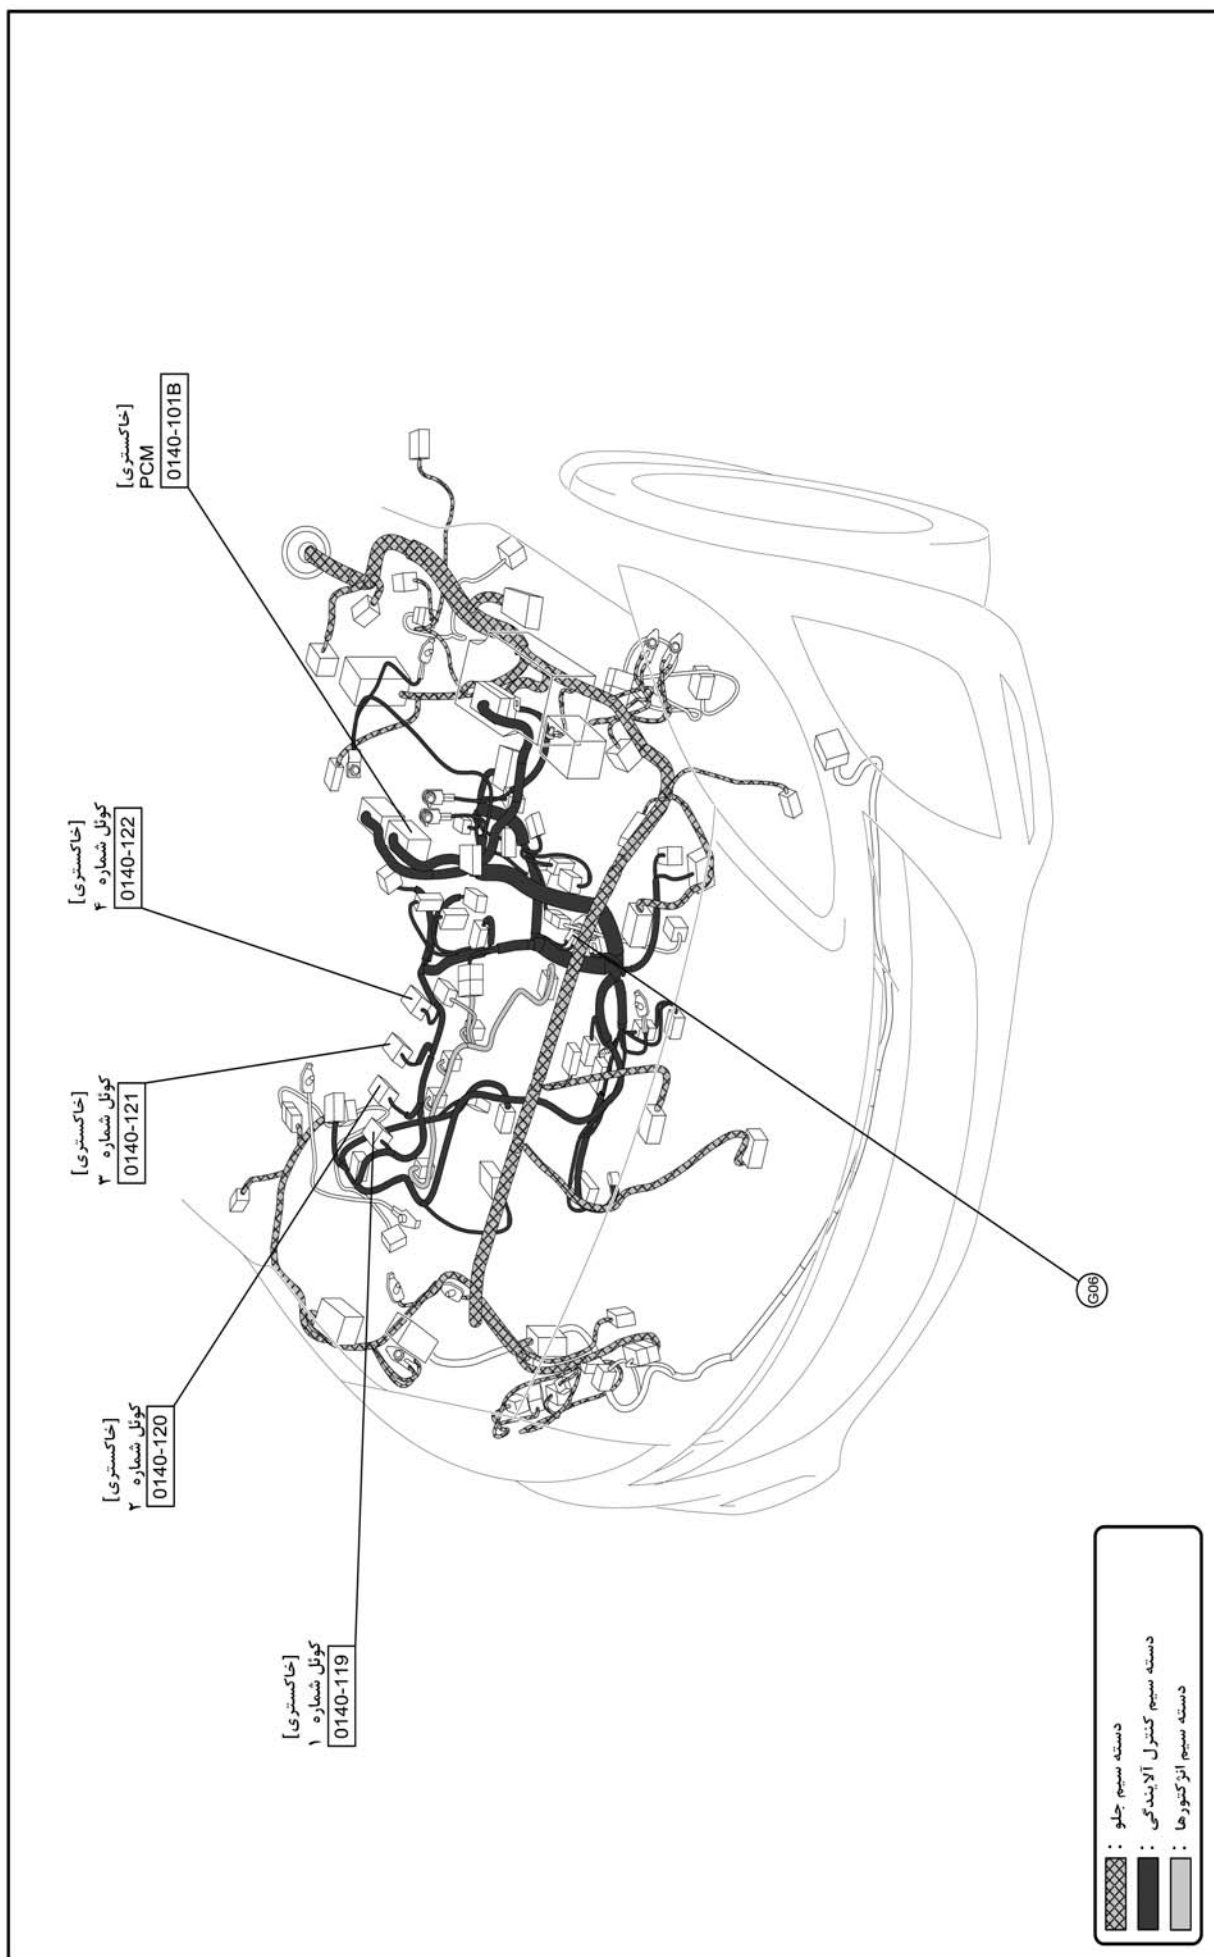 [خاکستری]
PCM
0140-101B
[خاکستری]
کوئل شماره ۴
0140-122
[خاکستری]
کوئل شماره ۳
0140-121
[خاکستری]
کوئل شماره ۲
0140-120
[خاکستری]
کوئل شماره ۱
0140-119
G06
دسته سیم جلو :
دسته سیم کنترل آلایندگی :
دسته سیم انژکتورها :